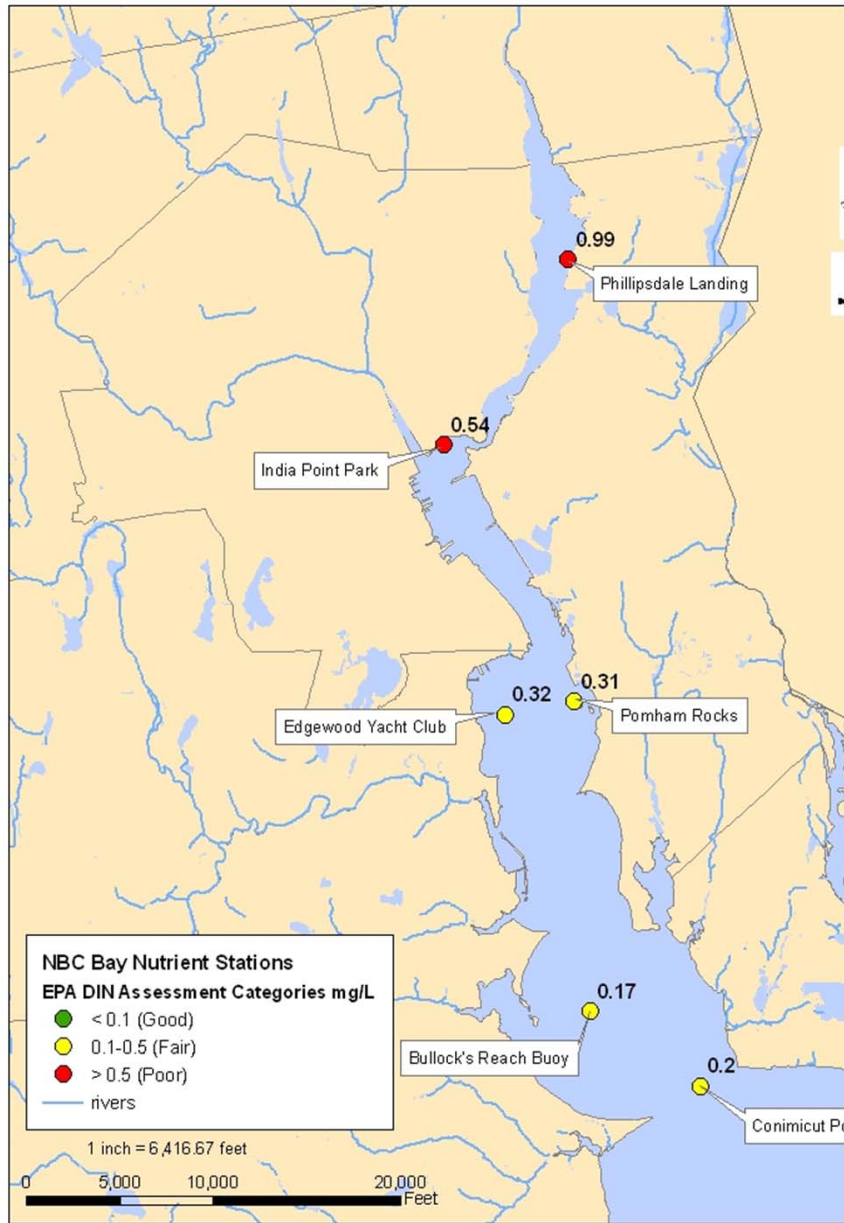 0.99
Phillipsdale Landing
0.54
India Point Park
0.32
0.31
Edgewood Yacht Club
Pomham Rocks
0.17
Bullock's Reach Buoy
0.2
Conimicut
NBC Bay Nutrient Stations
EPA DIN Assessment Categories mg/L
< 0.1 (Good)
0.1-0.5 (Fair)
> 0.5 (Poor)
rivers
1 inch = 6,416.67 feet
0 5,000 10,000 20,000
Feet